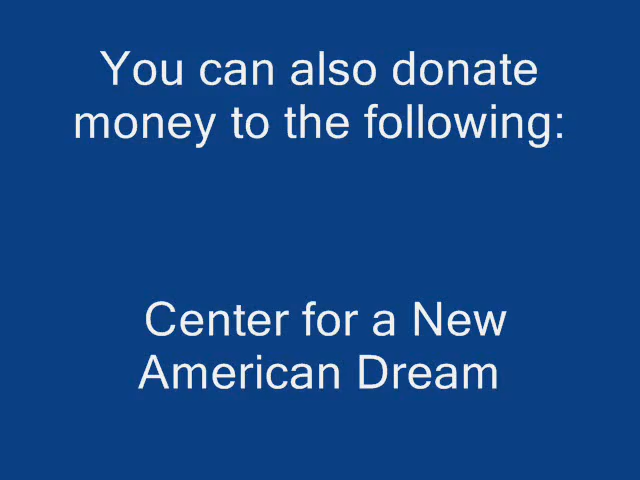 You can also donate
money to the following:
Center for a New
American Dream